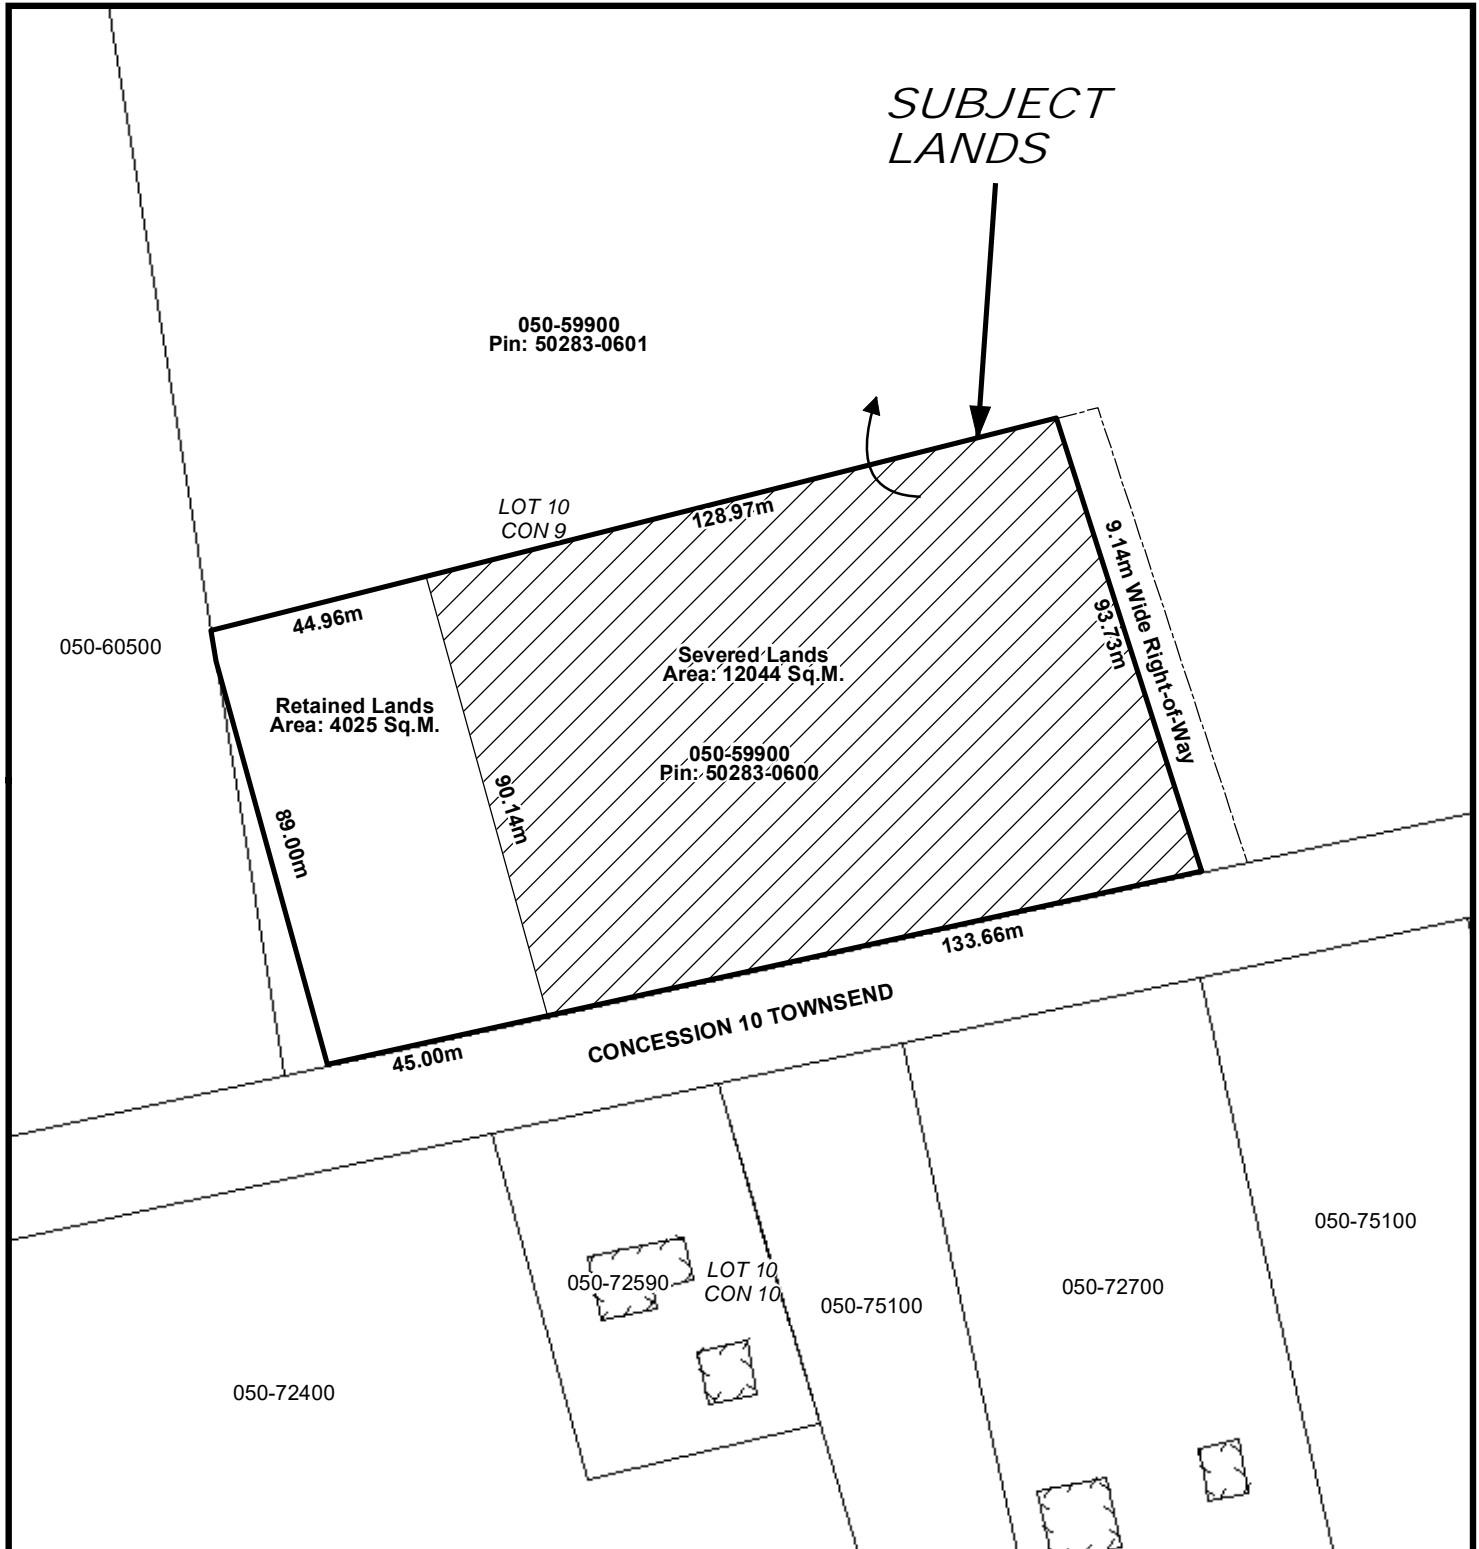 SUBJECT
LANDS
050-59900
Pin: 50283-0601
LOT 10
CON 9
128.97m
9.14m Wide Right-of-Way
93.73m
44.96m
050-60500
Severed Lands
Area: 12044 Sq.M.
Retained Lands
Area: 4025 Sq.M.
050-59900
Pin: 50283-0600
90.14m
89.00m
133.66m
CONCESSION 10 TOWNSEND
45.00m
050-75100
LOT 10
CON 10
050-72590
050-72700
050-75100
050-72400